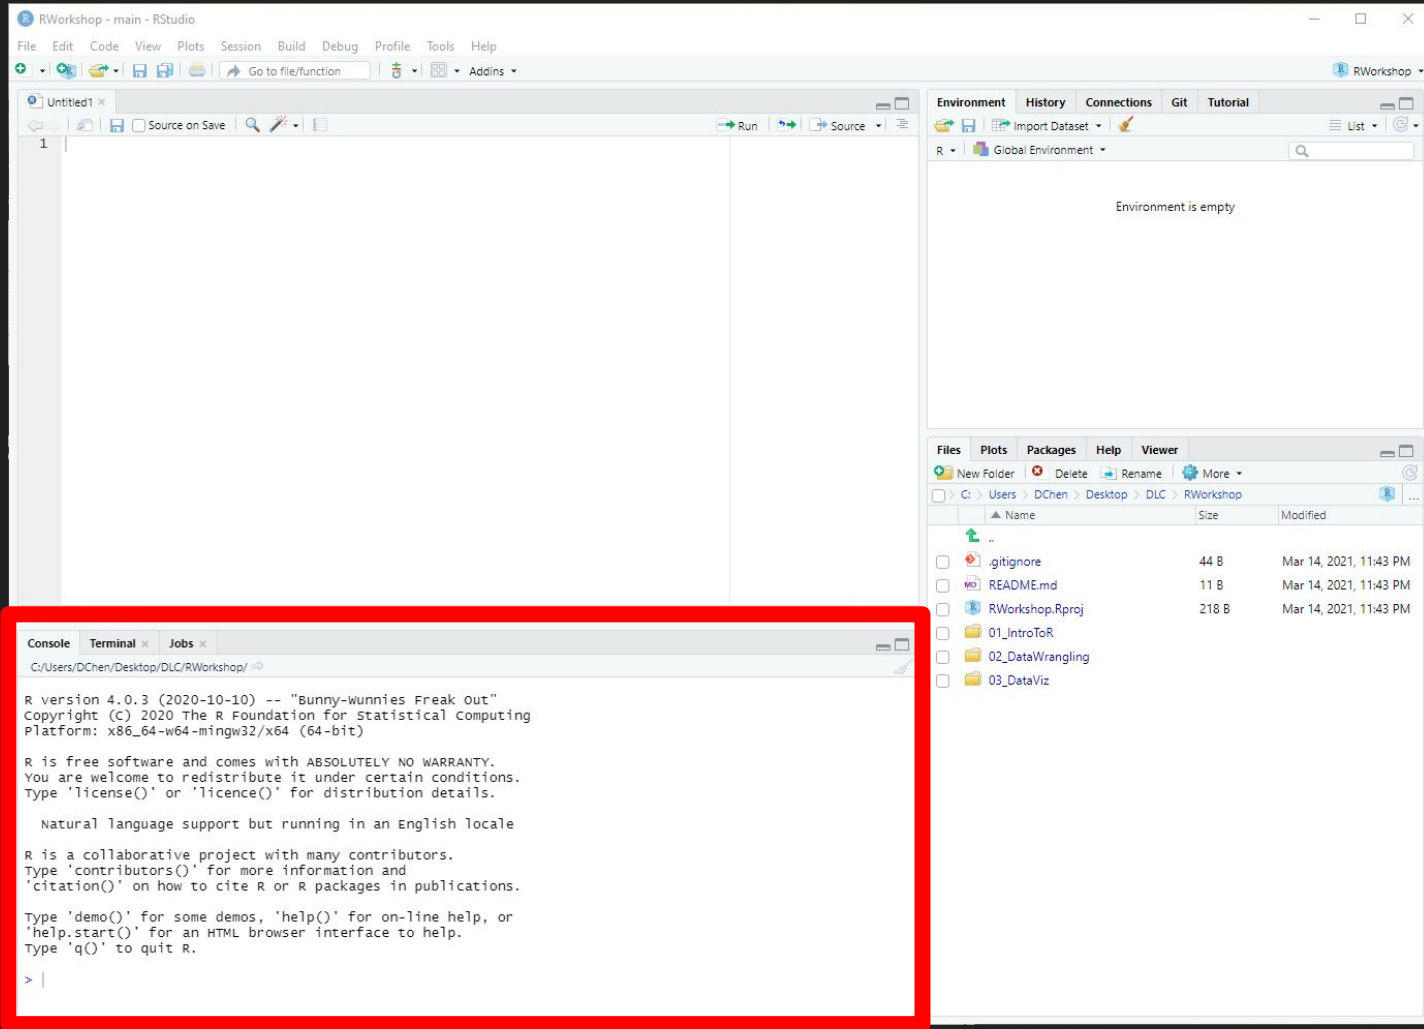 RWorkshop - main - RStudio
File Edit Code View Plots Session Build Debug Profile Tools Help
Go to file/function Addins RWorkshop
Untitled1
Source on Save Run Source
1
Environment History Connections Git Tutorial
Import Dataset List
R Global Environment
Environment is empty
Files Plots Packages Help Viewer
New Folder Delete Rename More
C: Users DChen Desktop DLC RWorkshop ...
Name Size Modified
..
.gitignore 44 B Mar 14, 2021, 11:43 PM
README.md 11 B Mar 14, 2021, 11:43 PM
RWorkshop.Rproj 218 B Mar 14, 2021, 11:43 PM
01_IntroToR
02_DataWrangling
03_DataViz
Console Terminal Jobs
C:/Users/DChen/Desktop/DLC/RWorkshop/
R version 4.0.3 (2020-10-10) -- "Bunny-Wunnies Freak Out"
Copyright (C) 2020 The R Foundation for Statistical Computing
Platform: x86_64-w64-mingw32/x64 (64-bit)
R is free software and comes with ABSOLUTELY NO WARRANTY.
You are welcome to redistribute it under certain conditions.
Type 'license()' or 'licence()' for distribution details.
Natural language support but running in an English locale
R is a collaborative project with many contributors.
Type 'contributors()' for more information and
'citation()' on how to cite R or R packages in publications.
Type 'demo()' for some demos, 'help()' for on-line help, or
'help.start()' for an HTML browser interface to help.
Type 'q()' to quit R.
>